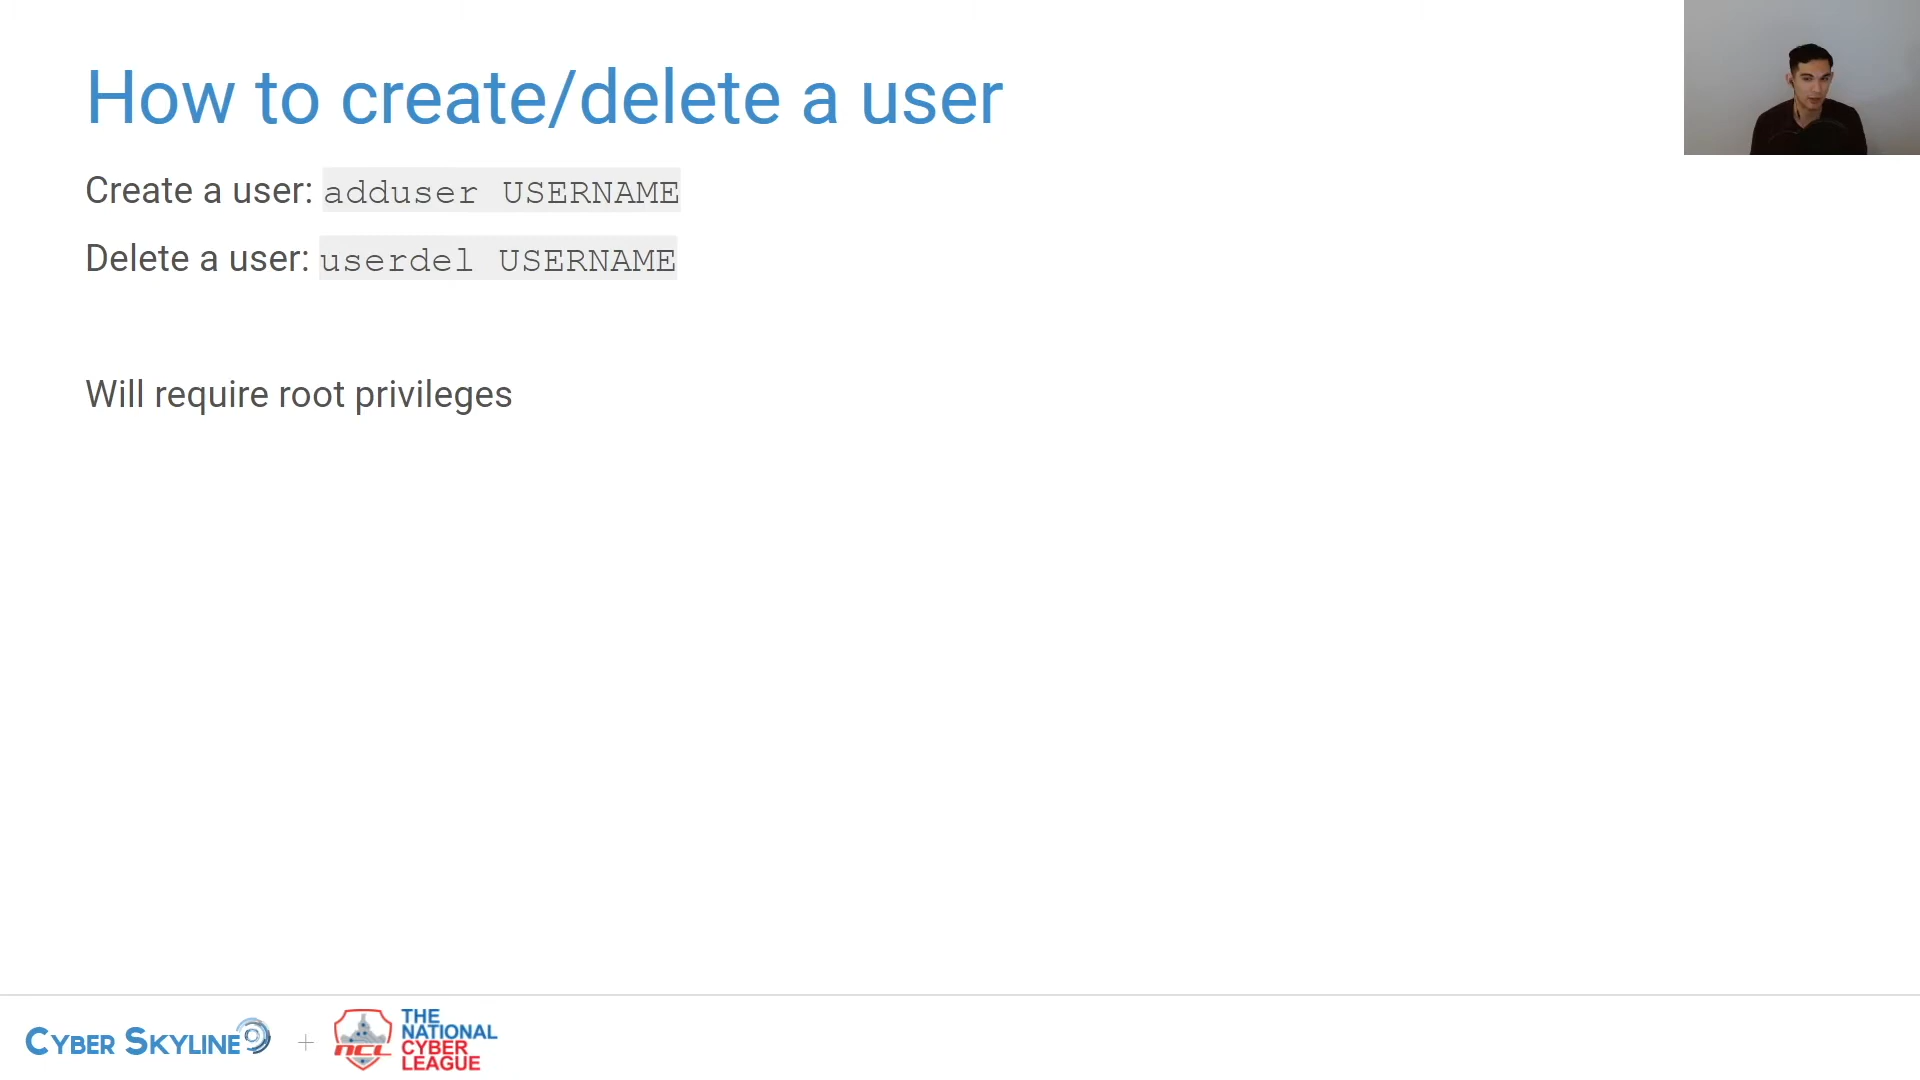 How to create/delete a user
Create a user: adduser USERNAME
Delete a user: userdel USERNAME
Will require root privileges
CYBER SKYLINE + NCL THE NATIONAL CYBER LEAGUE